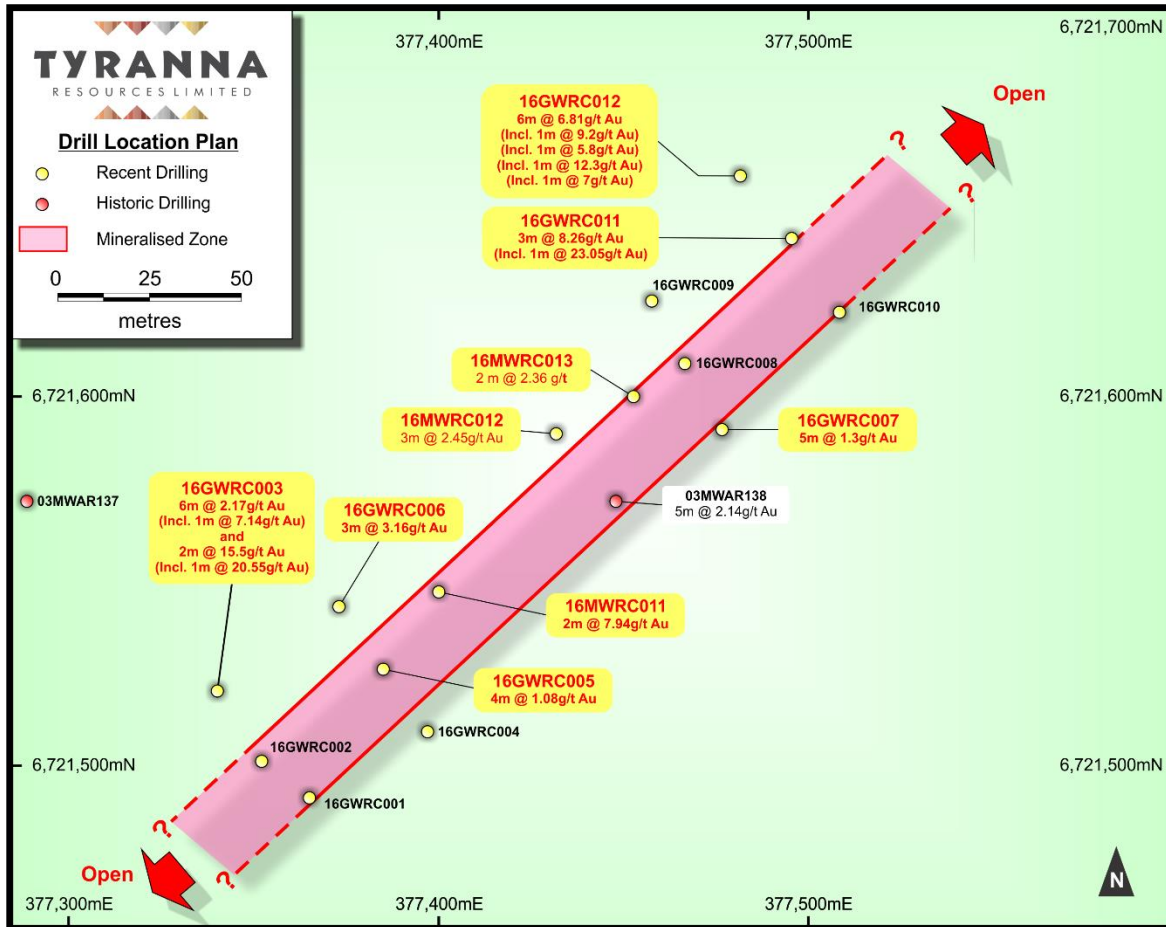 TYRANNA
RESOURCES LIMITED
Drill Location Plan
Recent Drilling
Historic Drilling
Mineralised Zone
0 25 50
metres
377,400mE
377,500mE
6,721,700mN
Open
?
?
16GWRC012
6m @ 6.81g/t Au
(Incl. 1m @ 9.2g/t Au)
(Incl. 1m @ 5.8g/t Au)
(Incl. 1m @ 12.3g/t Au)
(Incl. 1m @ 7g/t Au)
16GWRC011
3m @ 8.26g/t Au
(Incl. 1m @ 23.05g/t Au)
16GWRC009
16GWRC010
16MWRC013
2 m @ 2.36 g/t
16GWRC008
6,721,600mN
6,721,600mN
16MWRC012
3m @ 2.45g/t Au
16GWRC007
5m @ 1.3g/t Au
03MWAR137
16GWRC003
6m @ 2.17g/t Au
(Incl. 1m @ 7.14g/t Au)
and
2m @ 15.5g/t Au
(Incl. 1m @ 20.55g/t Au)
16GWRC006
3m @ 3.16g/t Au
03MWAR138
5m @ 2.14g/t Au
16MWRC011
2m @ 7.94g/t Au
16GWRC005
4m @ 1.08g/t Au
16GWRC004
16GWRC002
6,721,500mN
6,721,500mN
16GWRC001
?
?
Open
N
377,300mE
377,400mE
377,500mE